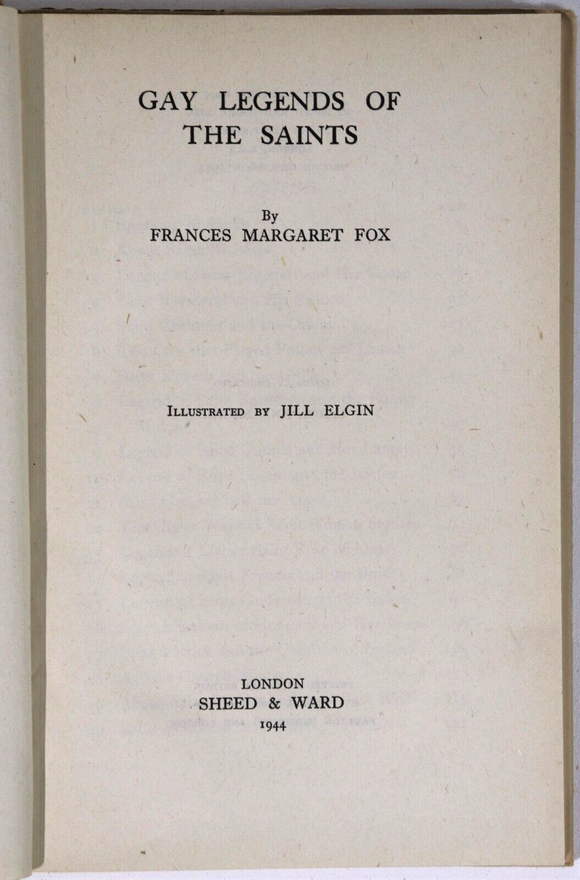 GAY LEGENDS OF
THE SAINTS
By
FRANCES MARGARET FOX
ILLUSTRATED BY JILL ELGIN
LONDON
SHEED & WARD
1944